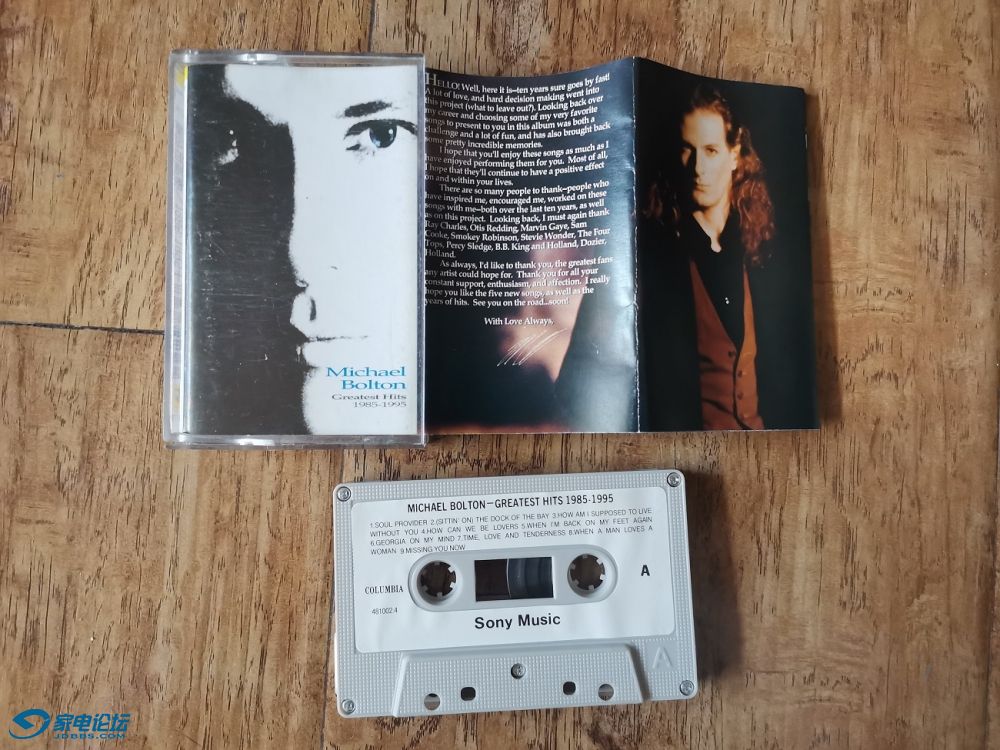 Michael
Bolton
Greatest Hits
1985-1995
HELLO! Well, here it is--ten years sure goes by fast!
A lot of love, and hard decision making went into
this project (what to leave out?). Looking back over
my career and choosing some of my very favorite
songs to present to you in this album was both a
challenge and a lot of fun, and has also brought back
some pretty incredible memories.
I hope that you'll enjoy these songs as much as I
have enjoyed performing them for you. Most of all,
I hope that they'll continue to have a positive effect
on and within your lives.
There are so many people to thank--people who
have inspired me, encouraged me, worked on these
songs with me--both over the last ten years, as well
as on this project. Looking back, I must again thank
Ray Charles, Otis Redding, Marvin Gaye, Sam
Cooke, Smokey Robinson, Stevie Wonder, The Four
Tops, Percy Sledge, B.B. King and Holland, Dozier,
Holland.
As always, I'd like to thank you, the greatest fans
any artist could hope for. Thank you for all your
constant support, enthusiasm, and affection. I really
hope you like the five new songs, as well as the
years of hits. See you on the road...soon!
With Love Always,
MICHAEL BOLTON—GREATEST HITS 1985-1995
1.SOUL PROVIDER 2.(SITTIN' ON) THE DOCK OF THE BAY 3.HOW AM I SUPPOSED TO LIVE
WITHOUT YOU 4.HOW CAN WE BE LOVERS 5.WHEN I'M BACK ON MY FEET AGAIN
6.GEORGIA ON MY MIND 7.TIME, LOVE AND TENDERNESS 8.WHEN A MAN LOVES A
WOMAN 9.MISSING YOU NOW
COLUMBIA
481002.4
A
Sony Music
A
家电论坛
JDBBS.COM